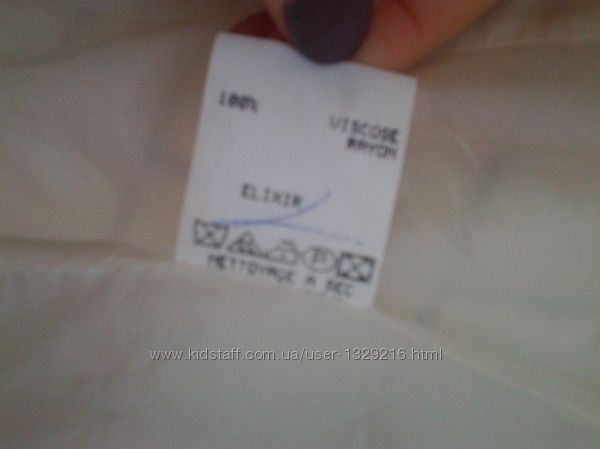 100% VISCOSE
RAYON
ELIXIR
P
NETTOYAGE A SEC
www.kidstaff.com.ua/user-1329216.html